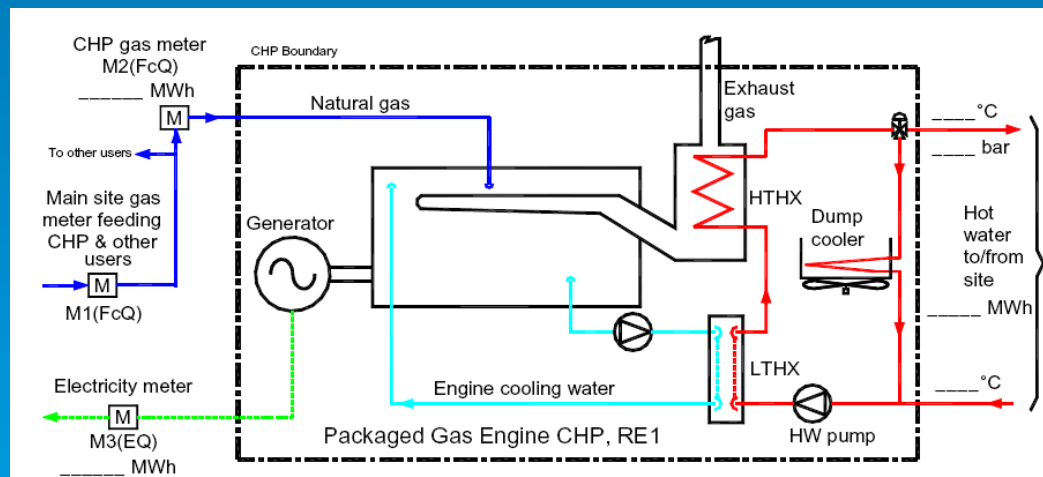 CHP gas meter
M2(FcQ)
______ MWh
M
CHP Boundary
Natural gas
Exhaust
gas
____°C
____ bar
To other users
Main site gas
meter feeding
CHP & other
users
M
M1(FcQ)
Generator
HTHX
Dump
cooler
Hot
water
to/from
site
_____ MWh
LTHX
____°C
Electricity meter
M
M3(EQ)
______ MWh
Engine cooling water
HW pump
Packaged Gas Engine CHP, RE1